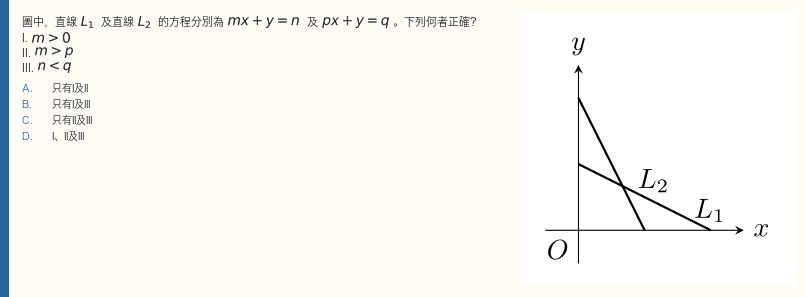 圖中，直線 L₁ 及直線 L₂ 的方程分別為 mx + y = n 及 px + y = q 。下列何者正確?
I. m > 0
II. m > p
III. n < q
A. 只有I及II
B. 只有I及III
C. 只有II及III
D. I、II及III
y
L₂
L₁
x
O